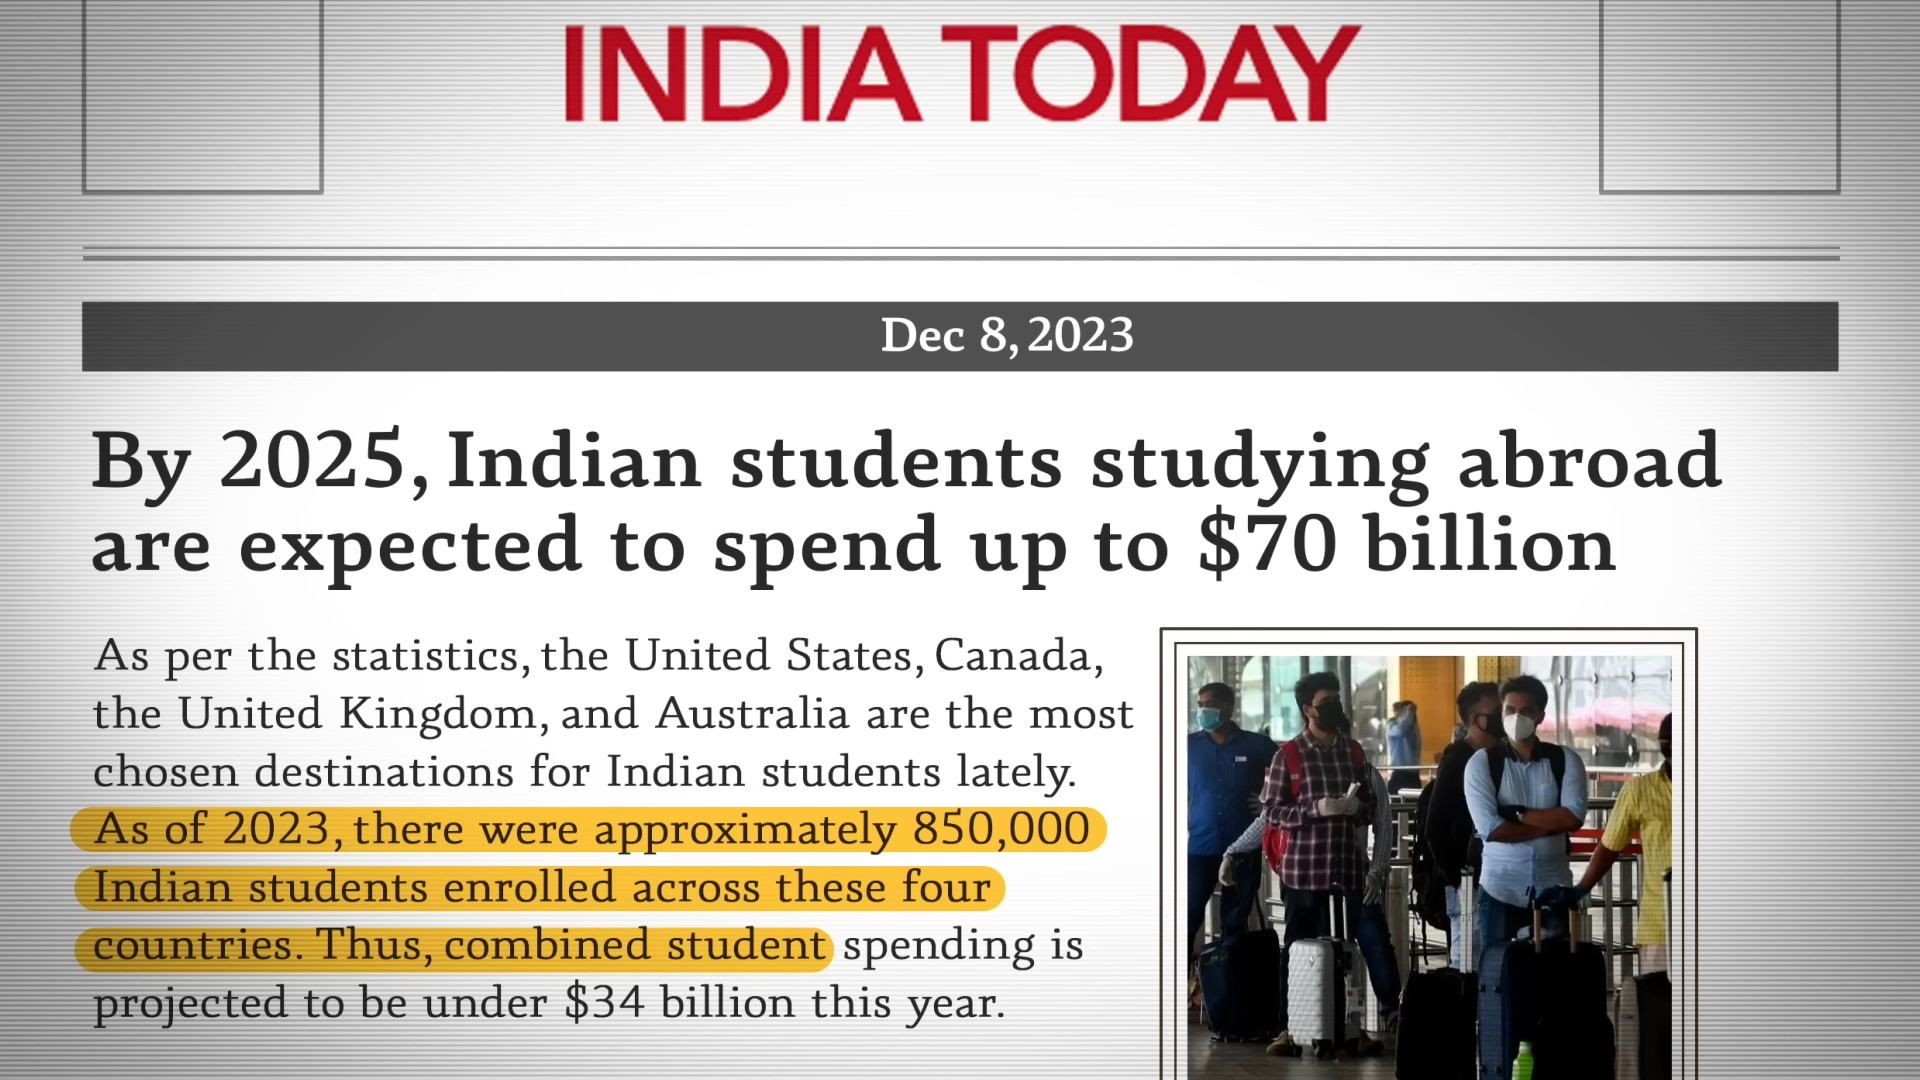 INDIA TODAY
Dec 8, 2023
By 2025, Indian students studying abroad
are expected to spend up to $70 billion
As per the statistics, the United States, Canada,
the United Kingdom, and Australia are the most
chosen destinations for Indian students lately.
As of 2023, there were approximately 850,000
Indian students enrolled across these four
countries. Thus, combined student spending is
projected to be under $34 billion this year.